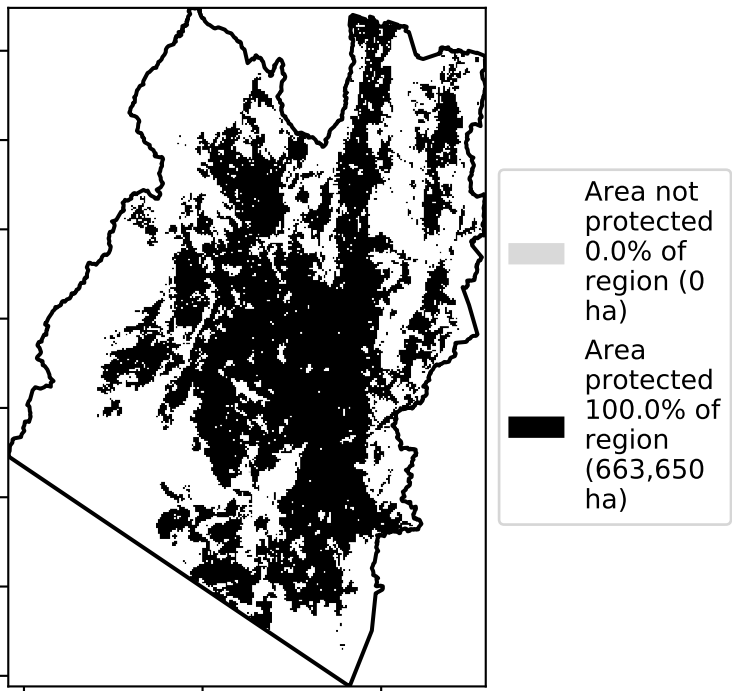 Area not
protected
0.0% of
region (0
ha)
Area
protected
100.0% of
region
(663,650
ha)